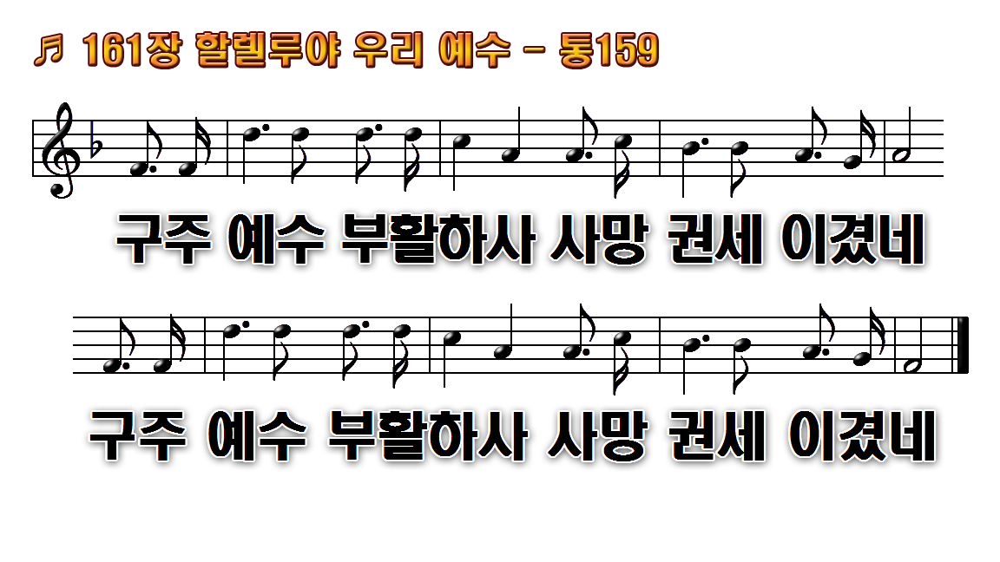 ♬ 161장 할렐루야 우리 예수 - 통159
구주 예수 부활하사 사망 권세 이겼네
구주 예수 부활하사 사망 권세 이겼네